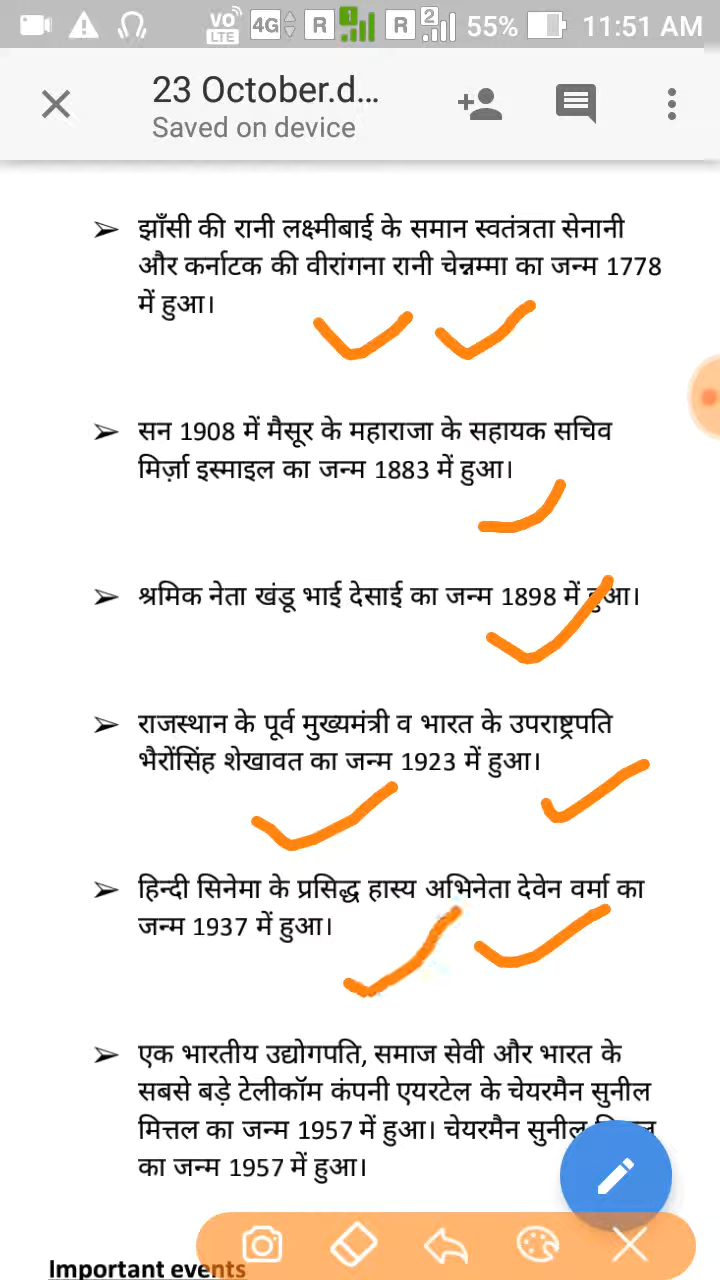 VO LTE 4G R 1 R 2 55% 11:51 AM
23 October.d...
Saved on device
➢ झाँसी की रानी लक्ष्मीबाई के समान स्वतंत्रता सेनानी
और कर्नाटक की वीरांगना रानी चेन्नम्मा का जन्म 1778
में हुआ।
➢ सन 1908 में मैसूर के महाराजा के सहायक सचिव
मिर्ज़ा इस्माइल का जन्म 1883 में हुआ।
➢ श्रमिक नेता खंडू भाई देसाई का जन्म 1898 में हुआ।
➢ राजस्थान के पूर्व मुख्यमंत्री व भारत के उपराष्ट्रपति
भैरोंसिंह शेखावत का जन्म 1923 में हुआ।
➢ हिन्दी सिनेमा के प्रसिद्ध हास्य अभिनेता देवेन वर्मा का
जन्म 1937 में हुआ।
➢ एक भारतीय उद्योगपति, समाज सेवी और भारत के
सबसे बड़े टेलीकॉम कंपनी एयरटेल के चेयरमैन सुनील
मित्तल का जन्म 1957 में हुआ। चेयरमैन सुनील
का जन्म 1957 में हुआ।
Important events